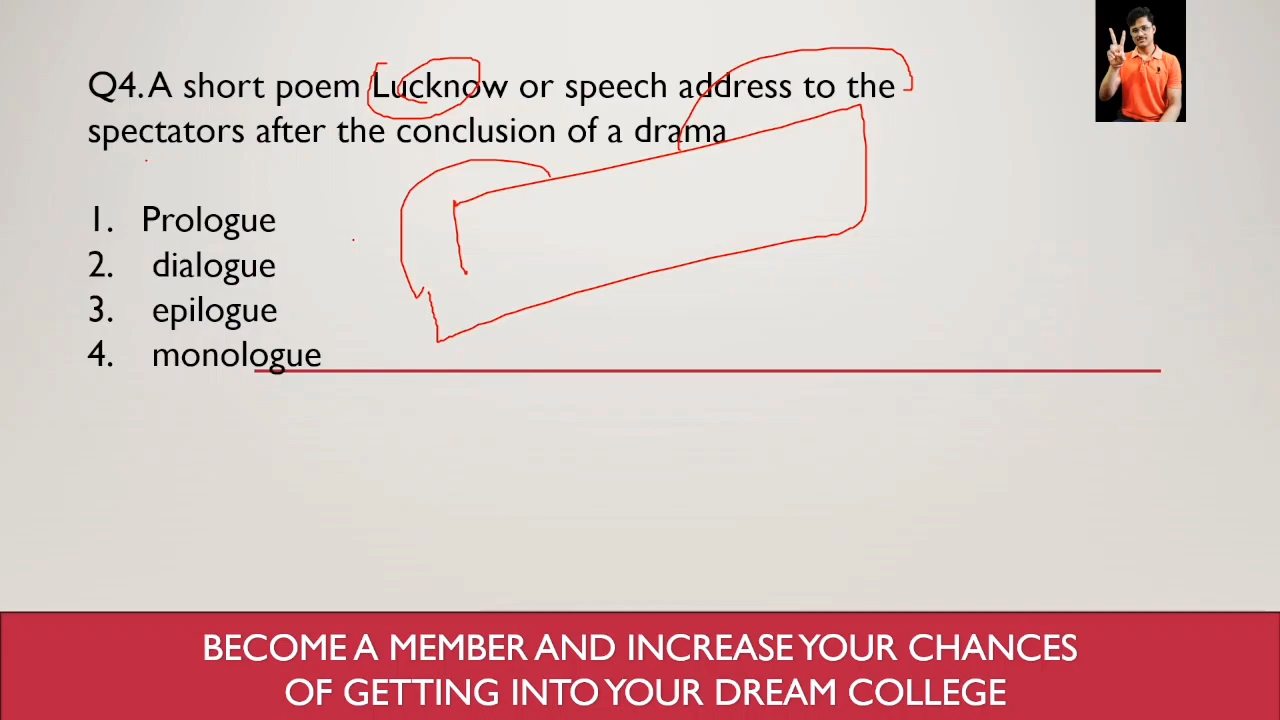 Q4. A short poem Lucknow or speech address to the
spectators after the conclusion of a drama
1. Prologue
2. dialogue
3. epilogue
4. monologue
BECOME A MEMBER AND INCREASE YOUR CHANCES
OF GETTING INTO YOUR DREAM COLLEGE